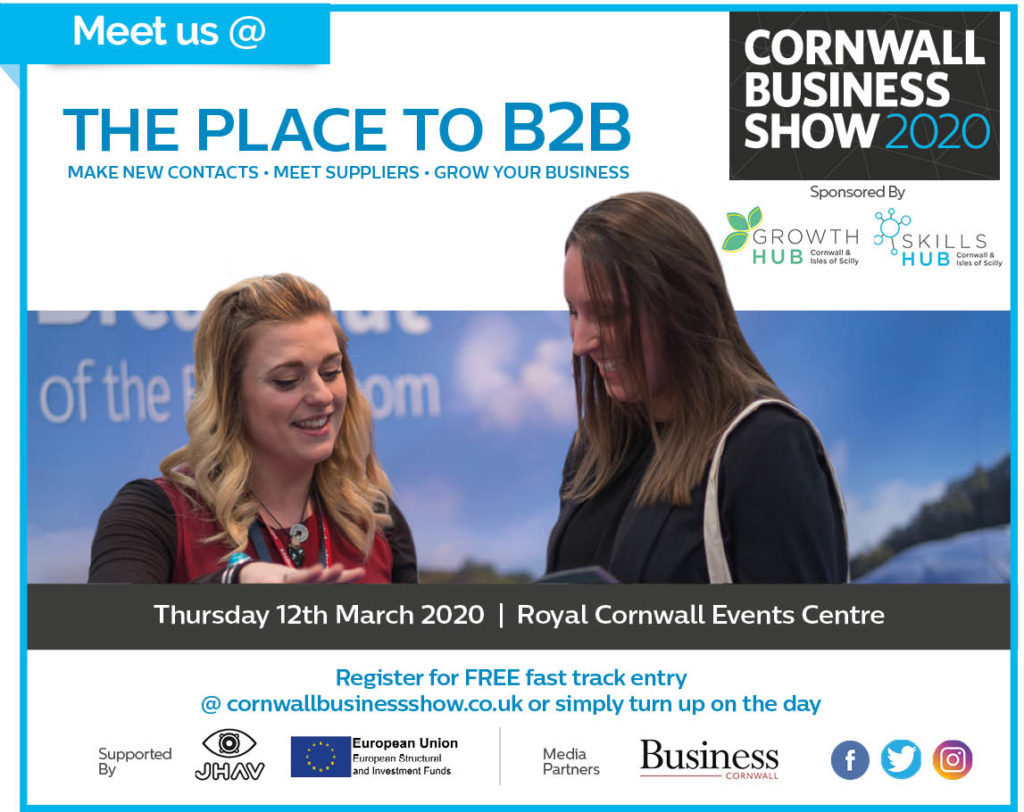 Meet us @
CORNWALL
BUSINESS
SHOW 2020
THE PLACE TO B2B
MAKE NEW CONTACTS • MEET SUPPLIERS • GROW YOUR BUSINESS
Sponsored By
GROWTH
HUB Cornwall &
Isles of Scilly
SKILLS
HUB Cornwall &
Isles of Scilly
of the
om
Thursday 12th March 2020 | Royal Cornwall Events Centre
Register for FREE fast track entry
@ cornwallbusinessshow.co.uk or simply turn up on the day
Supported
By
JHAV
European Union
European Structural
and Investment Funds
Media
Partners
Business
CORNWALL